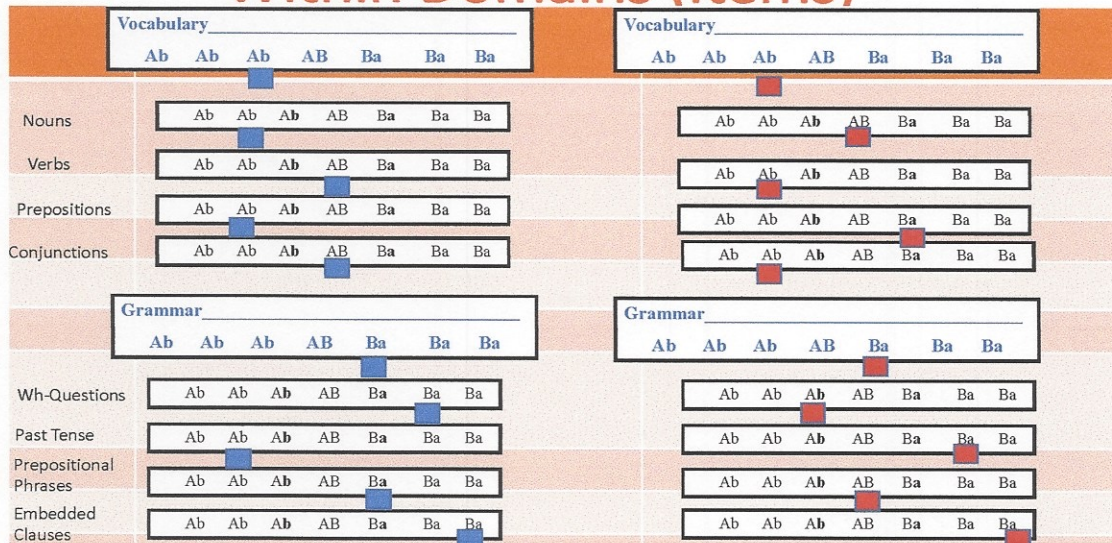 Within Domains (Items)
Vocabulary
Ab Ab Ab AB Ba Ba Ba
Vocabulary
Ab Ab Ab AB Ba Ba Ba
Nouns
Ab Ab Ab AB Ba Ba Ba
Ab Ab Ab AB Ba Ba Ba
Verbs
Ab Ab Ab AB Ba Ba Ba
Ab Ab Ab AB Ba Ba Ba
Prepositions
Ab Ab Ab AB Ba Ba Ba
Ab Ab Ab AB Ba Ba Ba
Conjunctions
Ab Ab Ab AB Ba Ba Ba
Ab Ab Ab AB Ba Ba Ba
Grammar
Ab Ab Ab AB Ba Ba Ba
Grammar
Ab Ab Ab AB Ba Ba Ba
Wh-Questions
Ab Ab Ab AB Ba Ba Ba
Ab Ab Ab AB Ba Ba Ba
Past Tense
Ab Ab Ab AB Ba Ba Ba
Ab Ab Ab AB Ba Ba Ba
Prepositional
Phrases
Ab Ab Ab AB Ba Ba Ba
Ab Ab Ab AB Ba Ba Ba
Embedded
Clauses
Ab Ab Ab AB Ba Ba Ba
Ab Ab Ab AB Ba Ba Ba